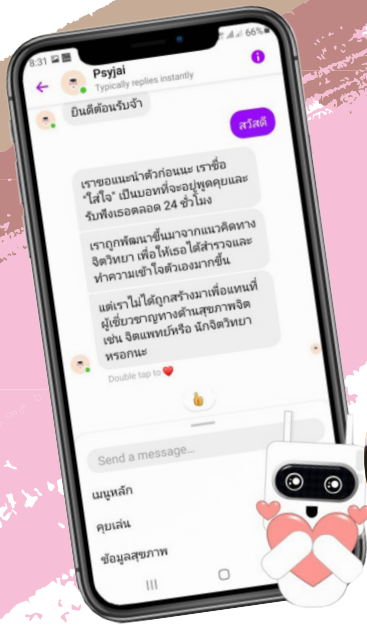 8:31
66%
Psyjai
Typically replies instantly
ยินดีต้อนรับจ้า
สวัสดี
เราขอแนะนำตัวก่อนนะ เราชื่อ
"ใส่ใจ" เป็นบอทที่จะอยู่พูดคุยและ
รับฟังเธอตลอด 24 ชั่วโมง
เราถูกพัฒนาขึ้นมาจากแนวคิดทาง
จิตวิทยา เพื่อให้เธอได้สำรวจและ
ทำความเข้าใจตัวเองมากขึ้น
แต่เราไม่ได้ถูกสร้างมาเพื่อแทนที่
ผู้เชี่ยวชาญทางด้านสุขภาพจิต
เช่น จิตแพทย์หรือ นักจิตวิทยา
หรอกนะ
Double tap to ❤️
Send a message...
เมนูหลัก
คุยเล่น
ข้อมูลสุขภาพ